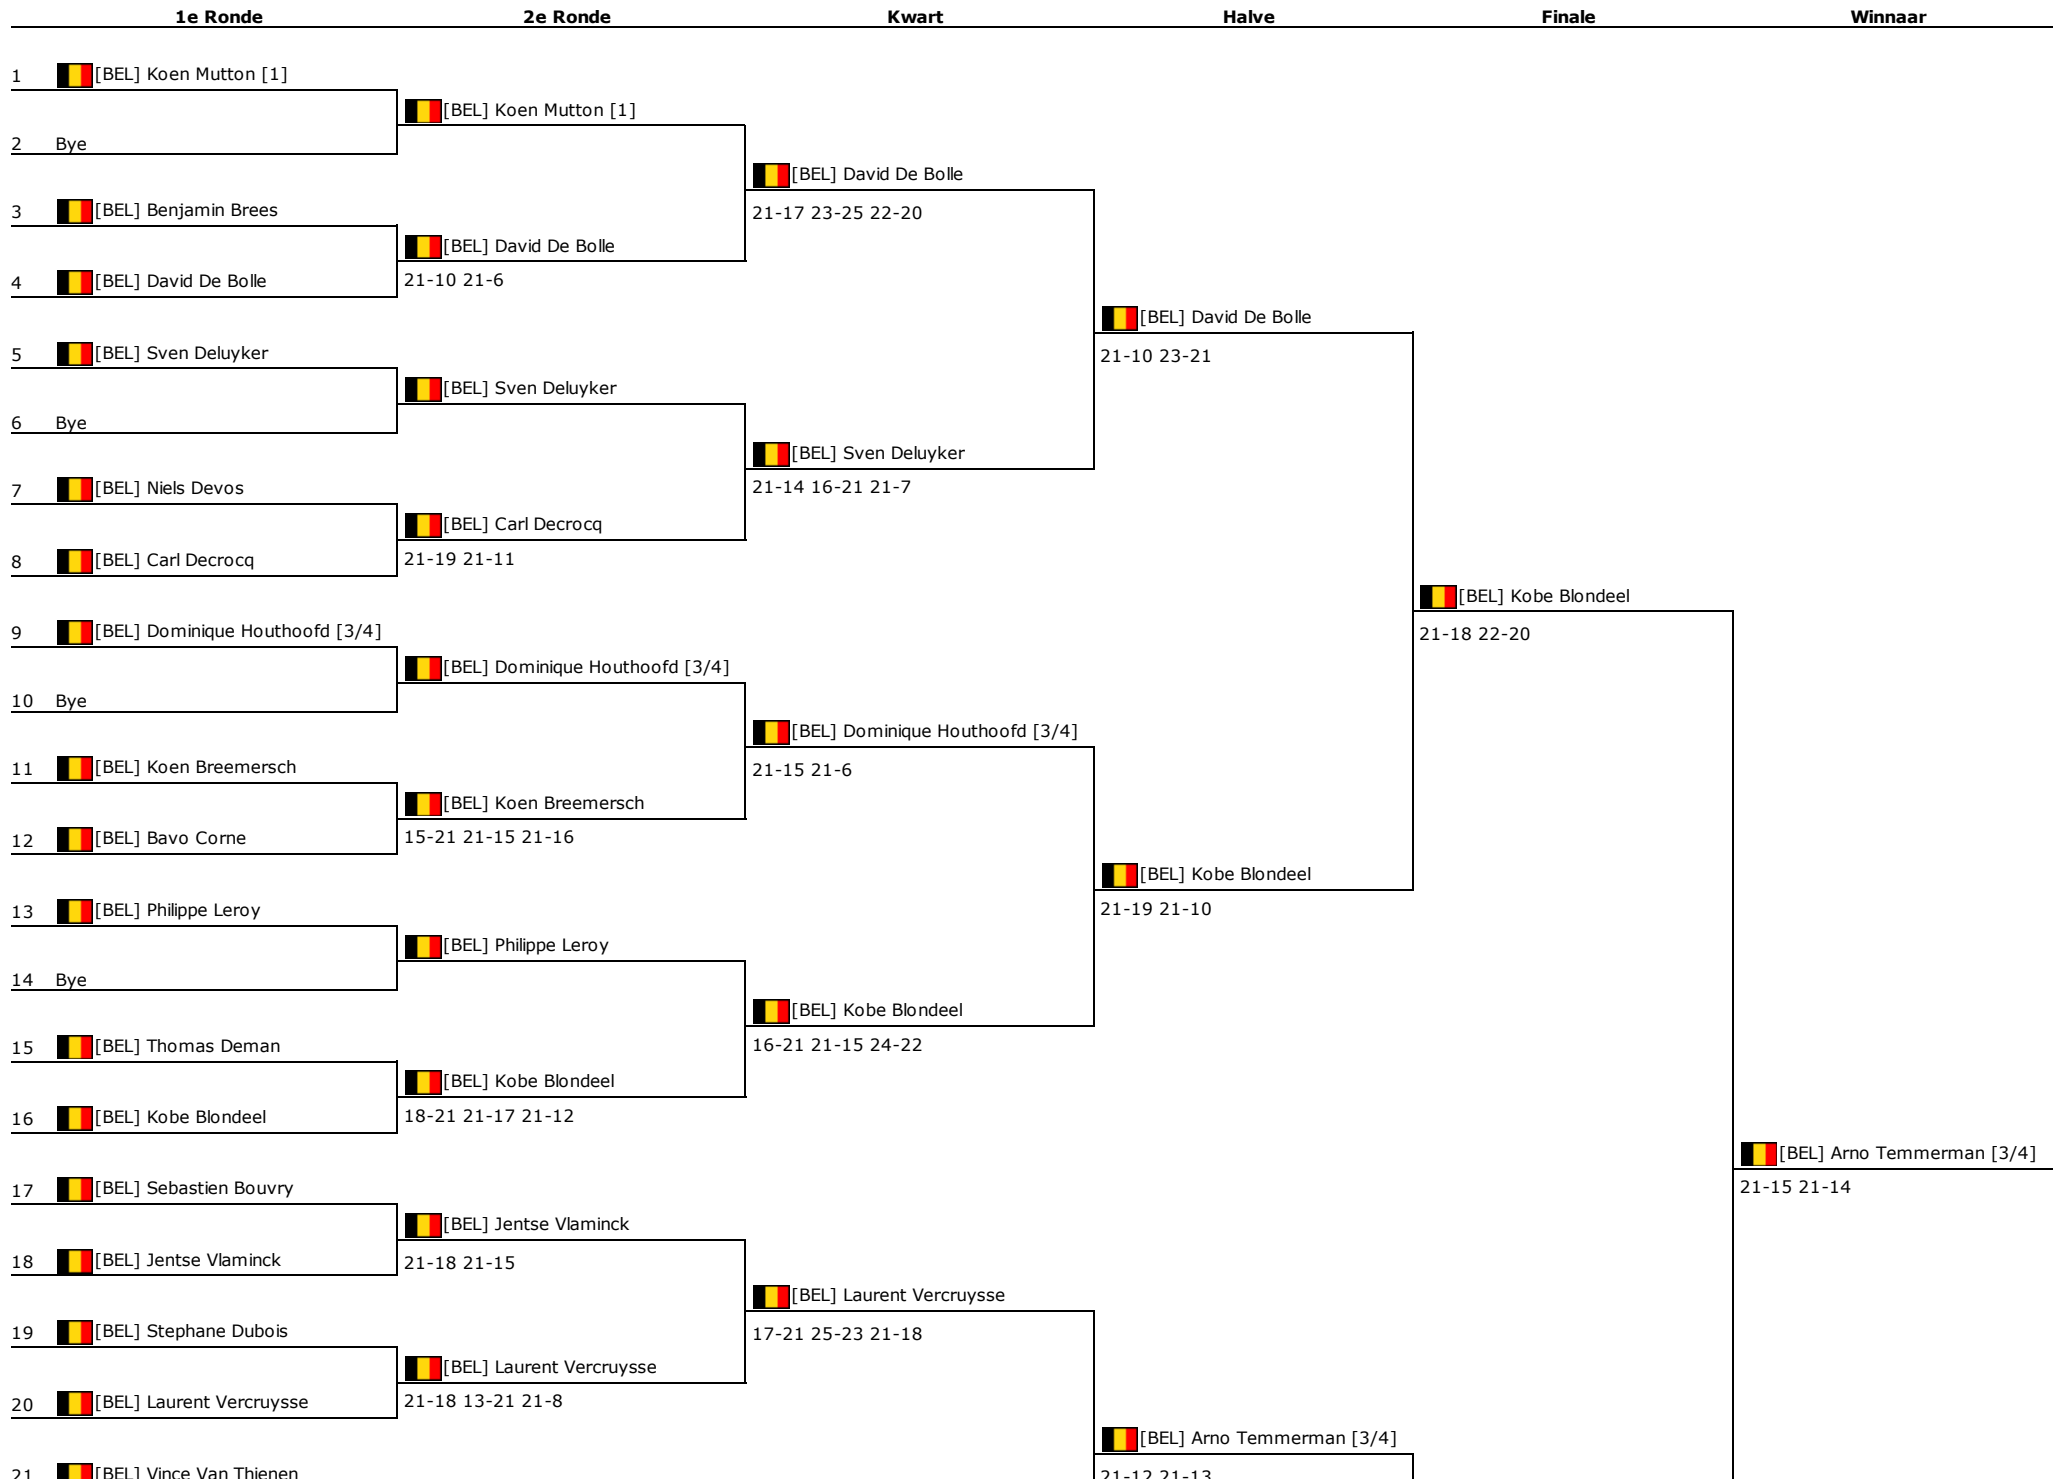 1e Ronde 2e Ronde Kwart Halve Finale Winnaar
1 [BEL] Koen Mutton [1]
[BEL] Koen Mutton [1]
2 Bye
[BEL] David De Bolle
3 [BEL] Benjamin Brees
21-17 23-25 22-20
[BEL] David De Bolle
4 [BEL] David De Bolle
21-10 21-6
[BEL] David De Bolle
5 [BEL] Sven Deluyker
21-10 23-21
[BEL] Sven Deluyker
6 Bye
[BEL] Sven Deluyker
7 [BEL] Niels Devos
21-14 16-21 21-7
[BEL] Carl Decrocq
8 [BEL] Carl Decrocq
21-19 21-11
[BEL] Kobe Blondeel
9 [BEL] Dominique Houthoofd [3/4]
21-18 22-20
[BEL] Dominique Houthoofd [3/4]
10 Bye
[BEL] Dominique Houthoofd [3/4]
11 [BEL] Koen Breemersch
21-15 21-6
[BEL] Koen Breemersch
12 [BEL] Bavo Corne
15-21 21-15 21-16
[BEL] Kobe Blondeel
13 [BEL] Philippe Leroy
21-19 21-10
[BEL] Philippe Leroy
14 Bye
[BEL] Kobe Blondeel
15 [BEL] Thomas Deman
16-21 21-15 24-22
[BEL] Kobe Blondeel
16 [BEL] Kobe Blondeel
18-21 21-17 21-12
[BEL] Arno Temmerman [3/4]
17 [BEL] Sebastien Bouvry
21-15 21-14
[BEL] Jentse Vlaminck
18 [BEL] Jentse Vlaminck
21-18 21-15
[BEL] Laurent Vercruysse
19 [BEL] Stephane Dubois
17-21 25-23 21-18
[BEL] Laurent Vercruysse
20 [BEL] Laurent Vercruysse
21-18 13-21 21-8
[BEL] Arno Temmerman [3/4]
21 [BEL] Vince Van Thienen
21-12 21-13